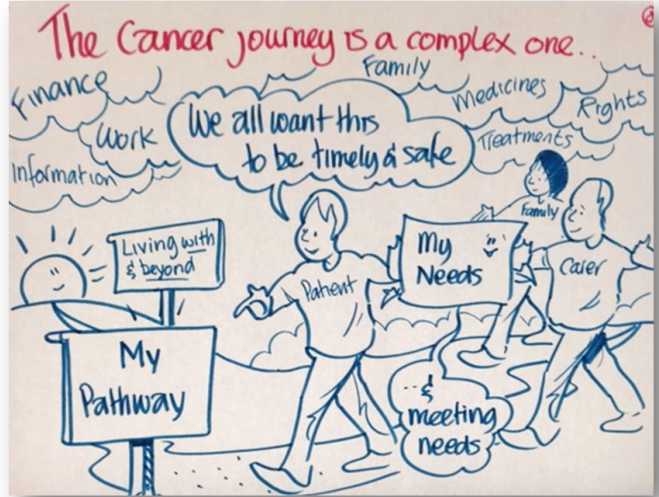 The Cancer journey is a complex one..
Family
Finance
Medicines
Rights
Work
We all want this
to be timely & safe
Treatments
Information
Family
Living with
& beyond
My
Needs
Patient
Carer
My
Pathway
...&
meeting
needs